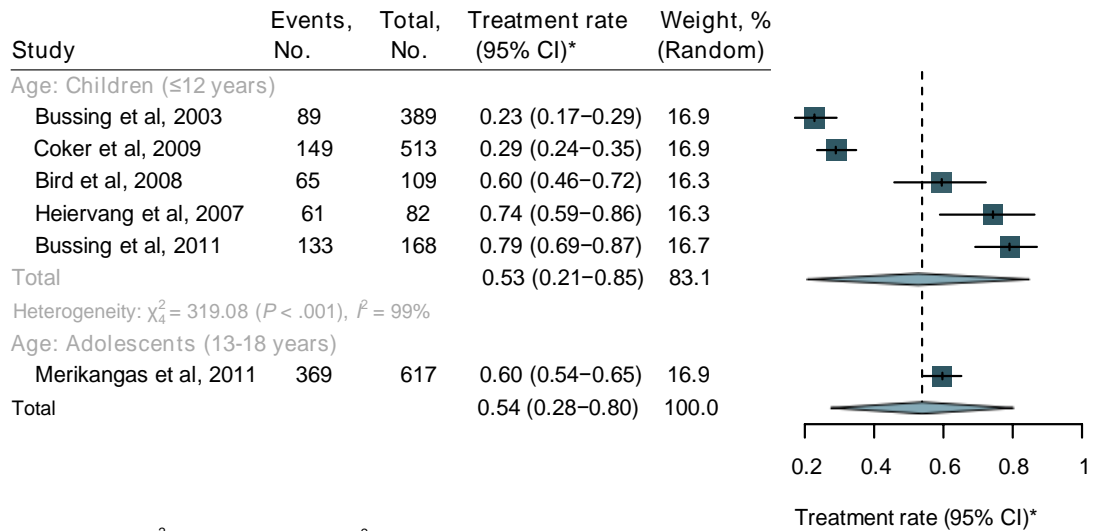 Study Events, No. Total, No. Treatment rate (95% CI)* Weight, % (Random)
Age: Children (≤12 years)
Bussing et al, 2003 89 389 0.23 (0.17−0.29) 16.9
Coker et al, 2009 149 513 0.29 (0.24−0.35) 16.9
Bird et al, 2008 65 109 0.60 (0.46−0.72) 16.3
Heiervang et al, 2007 61 82 0.74 (0.59−0.86) 16.3
Bussing et al, 2011 133 168 0.79 (0.69−0.87) 16.7
Total 0.53 (0.21−0.85) 83.1
Heterogeneity: χ²₄ = 319.08 (P < .001), I² = 99%
Age: Adolescents (13-18 years)
Merikangas et al, 2011 369 617 0.60 (0.54−0.65) 16.9
Total 0.54 (0.28−0.80) 100.0
0.2 0.4 0.6 0.8 1
Treatment rate (95% CI)*